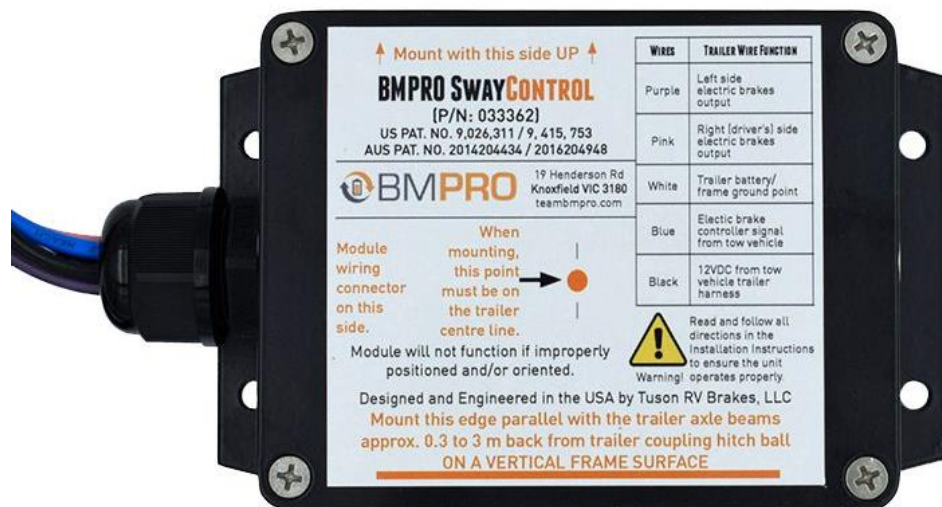 ↑ Mount with this side UP ↑
BMPRO SWAYCONTROL
(P/N: 033362)
US PAT. NO. 9,026,311 / 9, 415, 753
AUS PAT. NO. 2014204434 / 2016204948
BMPRO
19 Henderson Rd
Knoxfield VIC 3180
teambmpro.com
Module
wiring
connector
on this
side.
When
mounting,
this point
must be on
the trailer
centre line.
Module will not function if improperly
positioned and/or oriented.
WIRES TRAILER WIRE FUNCTION
Purple Left side
electric brakes
output
Pink Right (driver's) side
electric brakes
output
White Trailer battery/
frame ground point
Blue Electic brake
controller signal
from tow vehicle
Black 12VDC from tow
vehicle trailer
harness
Warning!
Read and follow all
directions in the
Installation Instructions
to ensure the unit
operates properly.
Designed and Engineered in the USA by Tuson RV Brakes, LLC
Mount this edge parallel with the trailer axle beams
approx. 0.3 to 3 m back from trailer coupling hitch ball
ON A VERTICAL FRAME SURFACE